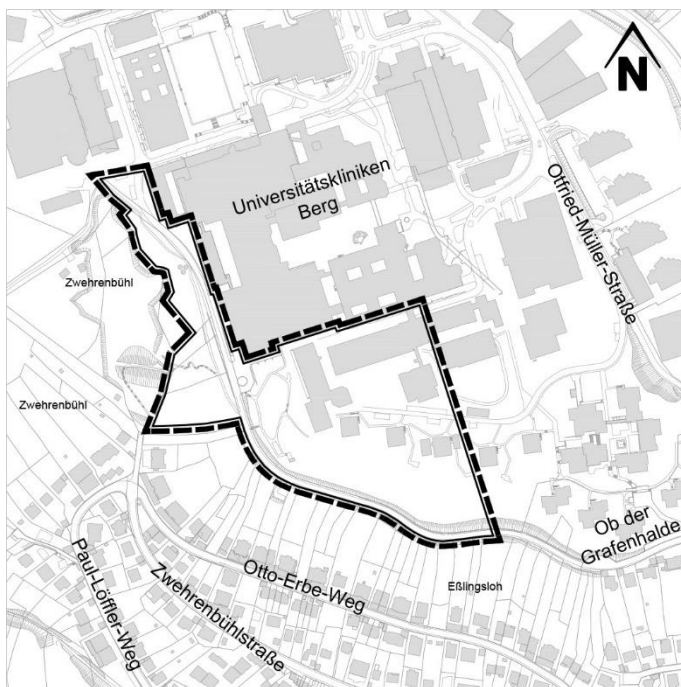 N
Universitätskliniken
Berg
Otfried-Müller-Straße
Zwehrenbühl
Zwehrenbühl
Ob der
Grafenhalde
Eßlingsloh
Otto-Erbe-Weg
Zwehrenbühlstraße
Paul-Löffler-Weg